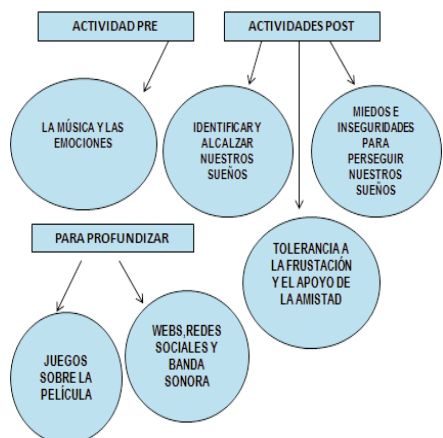 ACTIVIDAD PRE
ACTIVIDADES POST
LA MÚSICA Y LAS
EMOCIONES
IDENTIFICAR Y
ALCALZAR
NUESTROS
SUEÑOS
MIEDOS E
INSEGURIDADES
PARA
PERSEGUIR
NUESTROS
SUEÑOS
TOLERANCIA A
LA FRUSTACIÓN
Y EL APOYO DE
LA AMISTAD
PARA PROFUNDIZAR
JUEGOS
SOBRE LA
PELÍCULA
WEBS,REDES
SOCIALES Y
BANDA
SONORA